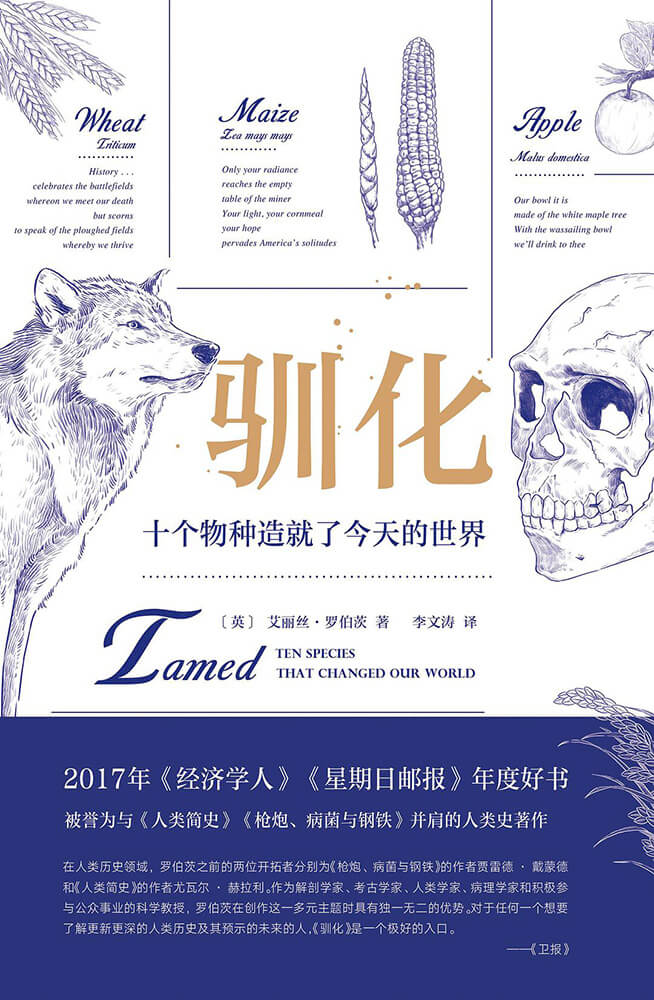 Wheat
Triticum
History . . .
celebrates the battlefields
whereon we meet our death
but scorns
to speak of the ploughed fields
whereby we thrive
Maize
Zea mays mays
Only your radiance
reaches the empty
table of the miner
Your light, your cornmeal
your hope
pervades America's solitudes
Apple
Malus domestica
Our bowl it is
made of the white maple tree
With the wassailing bowl
we'll drink to thee
驯化
十个物种造就了今天的世界
〔英〕 艾丽丝·罗伯茨 著 李文涛 译
Tamed
TEN SPECIES
THAT CHANGED OUR WORLD
2017年《经济学人》《星期日邮报》年度好书
被誉为与《人类简史》《枪炮、病菌与钢铁》并肩的人类史著作
在人类历史领域，罗伯茨之前的两位开拓者分别为《枪炮、病菌与钢铁》的作者贾雷德·戴蒙德
和《人类简史》的作者尤瓦尔·赫拉利。作为解剖学家、考古学家、人类学家、病理学家和积极参
与公众事业的科学教授，罗伯茨在创作这一多元主题时具有独一无二的优势。对于任何一个想要
了解更新更深的人类历史及其预示的未来的人，《驯化》是一个极好的入口。
——《卫报》